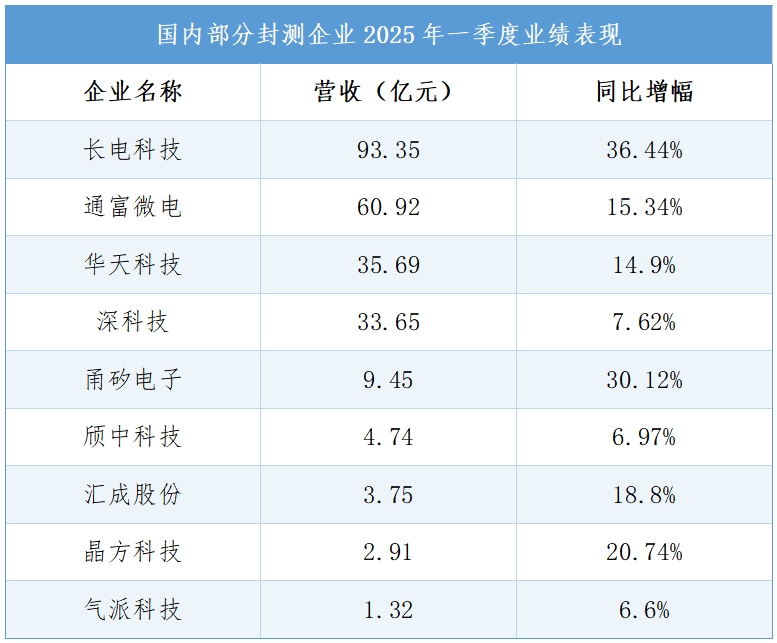 国内部分封测企业 2025 年一季度业绩表现
企业名称 营收（亿元） 同比增幅
长电科技 93.35 36.44%
通富微电 60.92 15.34%
华天科技 35.69 14.9%
深科技 33.65 7.62%
甬矽电子 9.45 30.12%
颀中科技 4.74 6.97%
汇成股份 3.75 18.8%
晶方科技 2.91 20.74%
气派科技 1.32 6.6%